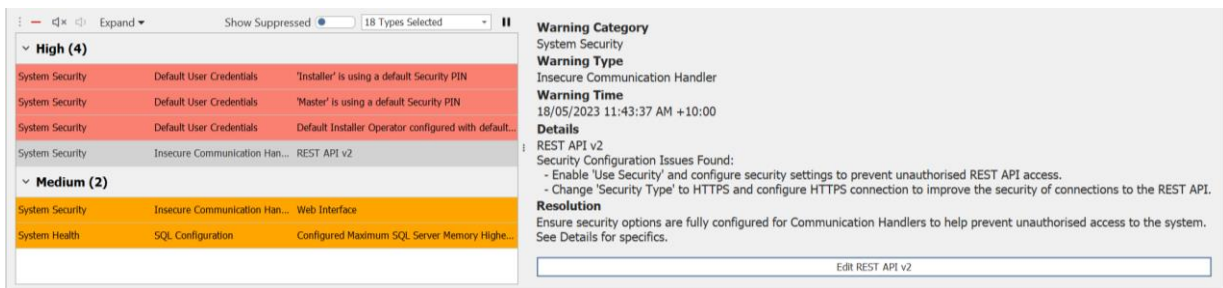 Expand
Show Suppressed
18 Types Selected
High (4)
System Security Default User Credentials 'Installer' is using a default Security PIN
System Security Default User Credentials 'Master' is using a default Security PIN
System Security Default User Credentials Default Installer Operator configured with default...
System Security Insecure Communication Han... REST API v2
Medium (2)
System Security Insecure Communication Han... Web Interface
System Health SQL Configuration Configured Maximum SQL Server Memory Highe...
Warning Category
System Security
Warning Type
Insecure Communication Handler
Warning Time
18/05/2023 11:43:37 AM +10:00
Details
REST API v2
Security Configuration Issues Found:
- Enable 'Use Security' and configure security settings to prevent unauthorised REST API access.
- Change 'Security Type' to HTTPS and configure HTTPS connection to improve the security of connections to the REST API.
Resolution
Ensure security options are fully configured for Communication Handlers to help prevent unauthorised access to the system.
See Details for specifics.
Edit REST API v2